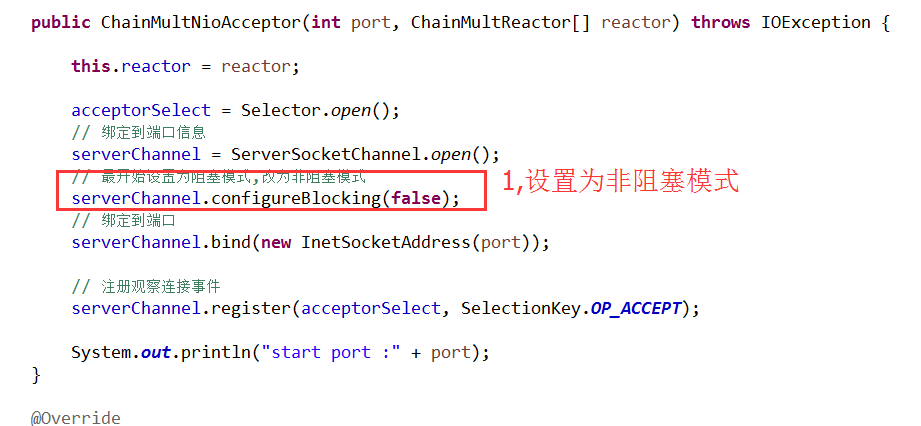 public ChainMultNioAcceptor(int port, ChainMultReactor[] reactor) throws IOException {
this.reactor = reactor;
acceptorSelect = Selector.open();
// 绑定到端口信息
serverChannel = ServerSocketChannel.open();
// 最开始设置为阻塞模式,改为非阻塞模式
serverChannel.configureBlocking(false);
1,设置为非阻塞模式
// 绑定到端口
serverChannel.bind(new InetSocketAddress(port));
// 注册观察连接事件
serverChannel.register(acceptorSelect, SelectionKey.OP_ACCEPT);
System.out.println("start port :" + port);
}
@Override